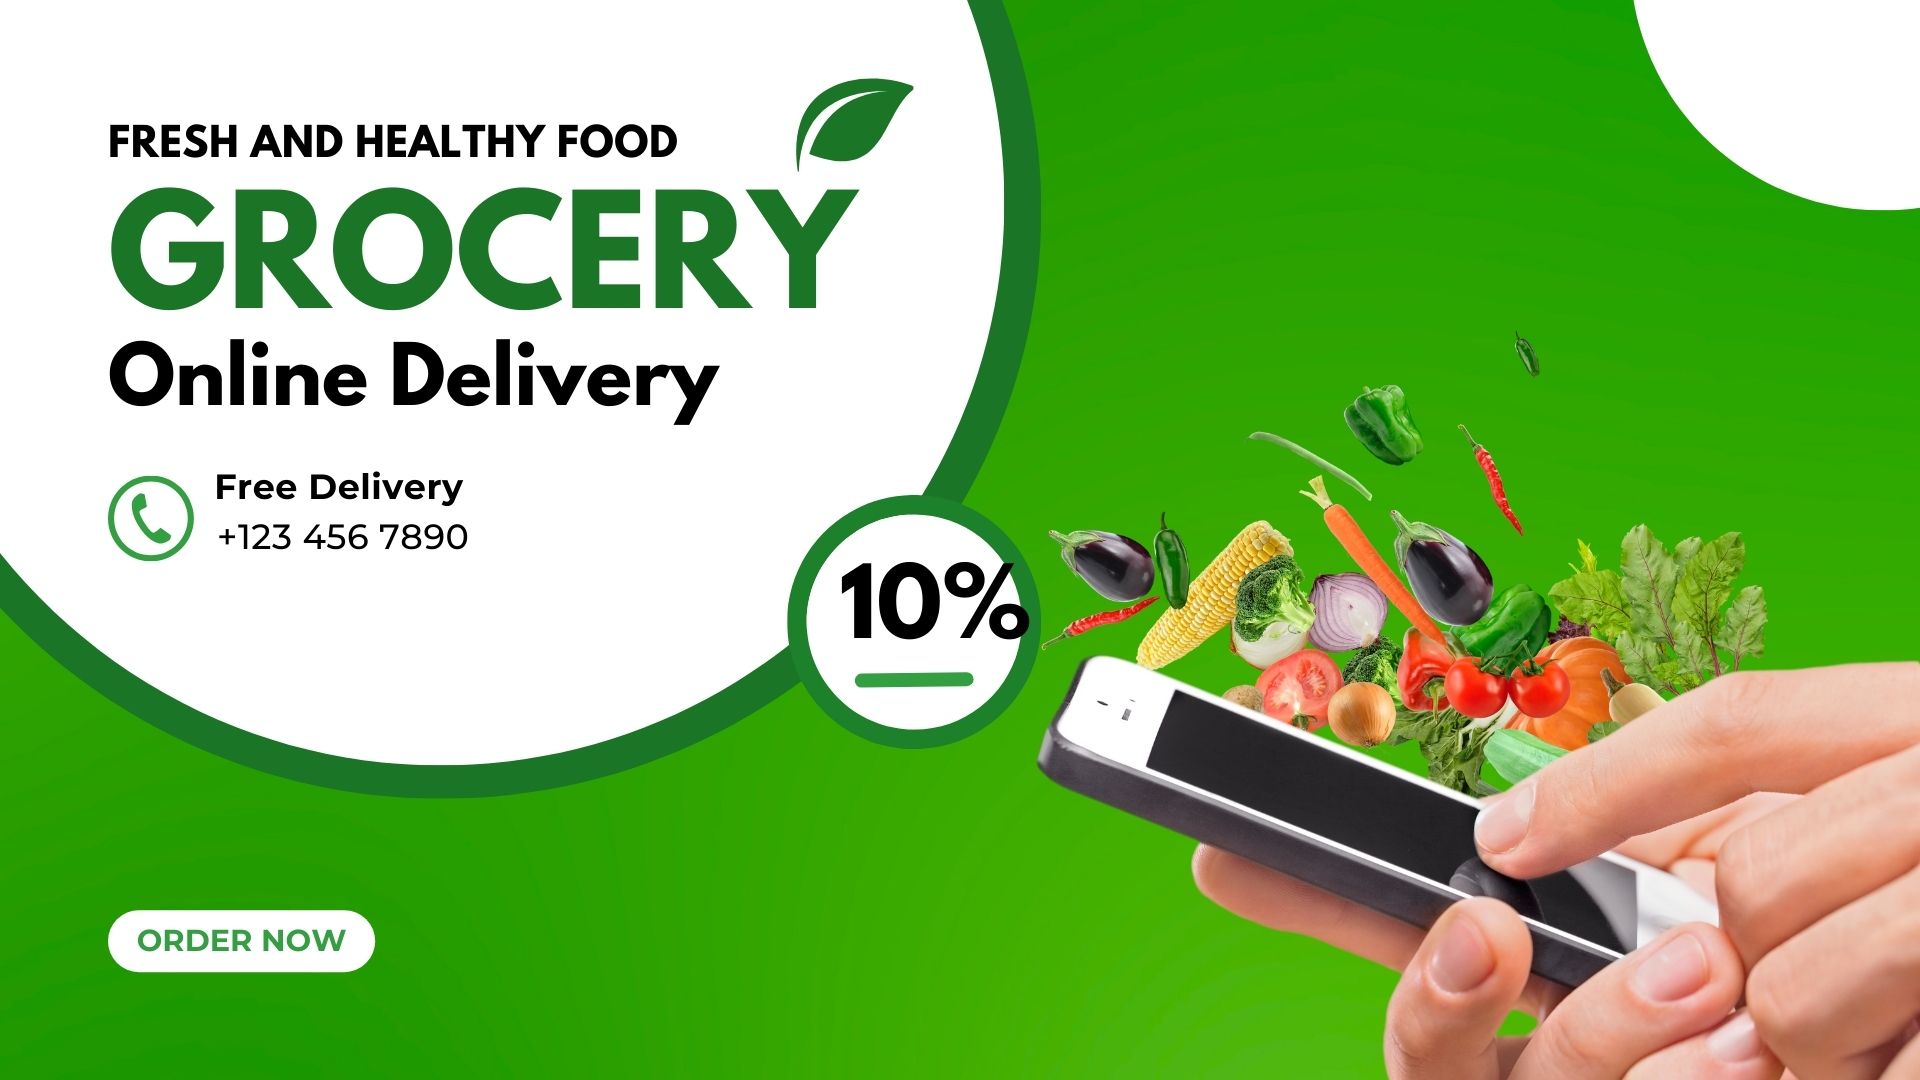 FRESH AND HEALTHY FOOD
GROCERY
Online Delivery
Free Delivery
+123 456 7890
10%
ORDER NOW